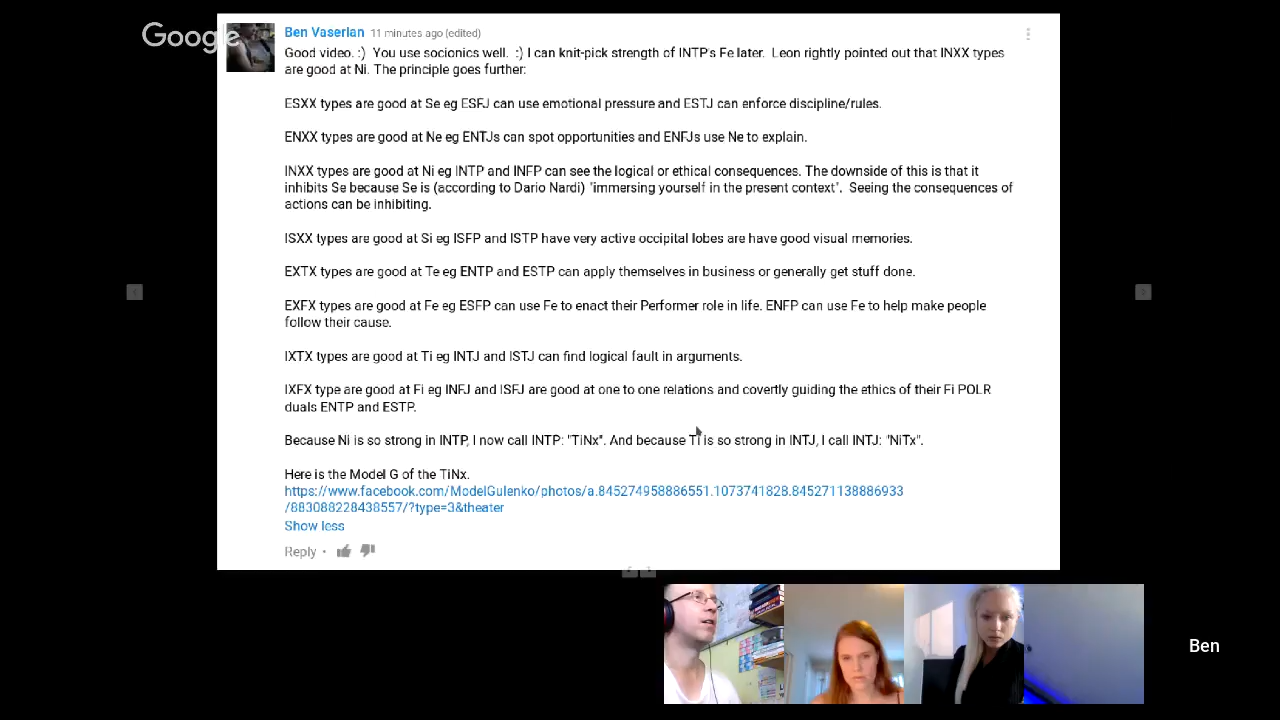 Google
Ben Vaserlan 11 minutes ago (edited)
Good video. :)  You use socionics well.  :) I can knit-pick strength of INTP's Fe later.  Leon rightly pointed out that INXX types
are good at Ni. The principle goes further:
ESXX types are good at Se eg ESFJ can use emotional pressure and ESTJ can enforce discipline/rules.
ENXX types are good at Ne eg ENTJs can spot opportunities and ENFJs use Ne to explain.
INXX types are good at Ni eg INTP and INFP can see the logical or ethical consequences. The downside of this is that it
inhibits Se because Se is (according to Dario Nardi) "immersing yourself in the present context".  Seeing the consequences of
actions can be inhibiting.
ISXX types are good at Si eg ISFP and ISTP have very active occipital lobes are have good visual memories.
EXTX types are good at Te eg ENTP and ESTP can apply themselves in business or generally get stuff done.
EXFX types are good at Fe eg ESFP can use Fe to enact their Performer role in life. ENFP can use Fe to help make people
follow their cause.
IXTX types are good at Ti eg INTJ and ISTJ can find logical fault in arguments.
IXFX type are good at Fi eg INFJ and ISFJ are good at one to one relations and covertly guiding the ethics of their Fi POLR
duals ENTP and ESTP.
Because Ni is so strong in INTP, I now call INTP: "TiNx". And because Ti is so strong in INTJ, I call INTJ: "NiTx".
Here is the Model G of the TiNx.
https://www.facebook.com/ModelGulenko/photos/a.845274958886551.1073741828.845271138886933
/883088228438557/?type=3&theater
Show less
Reply •
Ben